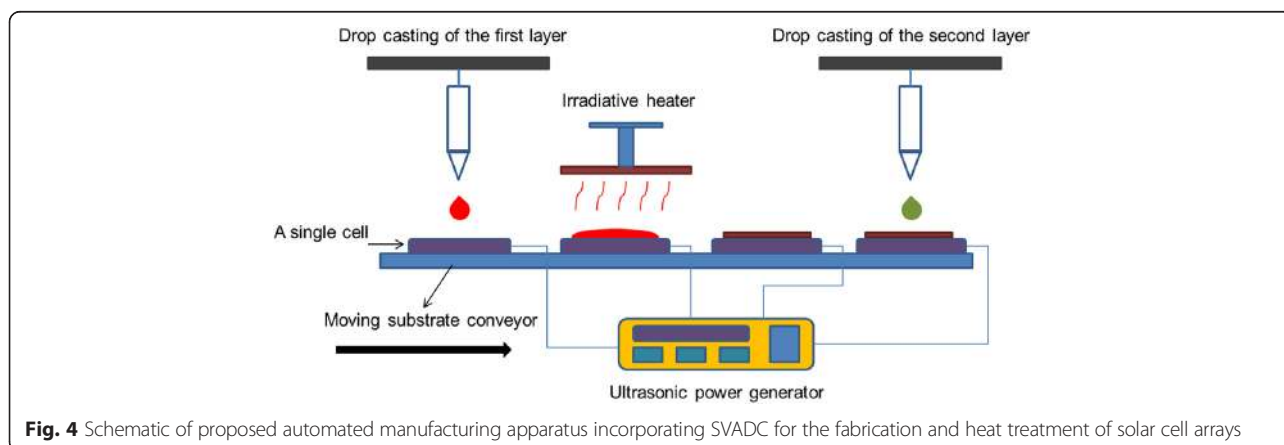 Drop casting of the first layer
Drop casting of the second layer
Irradiative heater
A single cell
Moving substrate conveyor
Ultrasonic power generator
Fig. 4 Schematic of proposed automated manufacturing apparatus incorporating SVADC for the fabrication and heat treatment of solar cell arrays